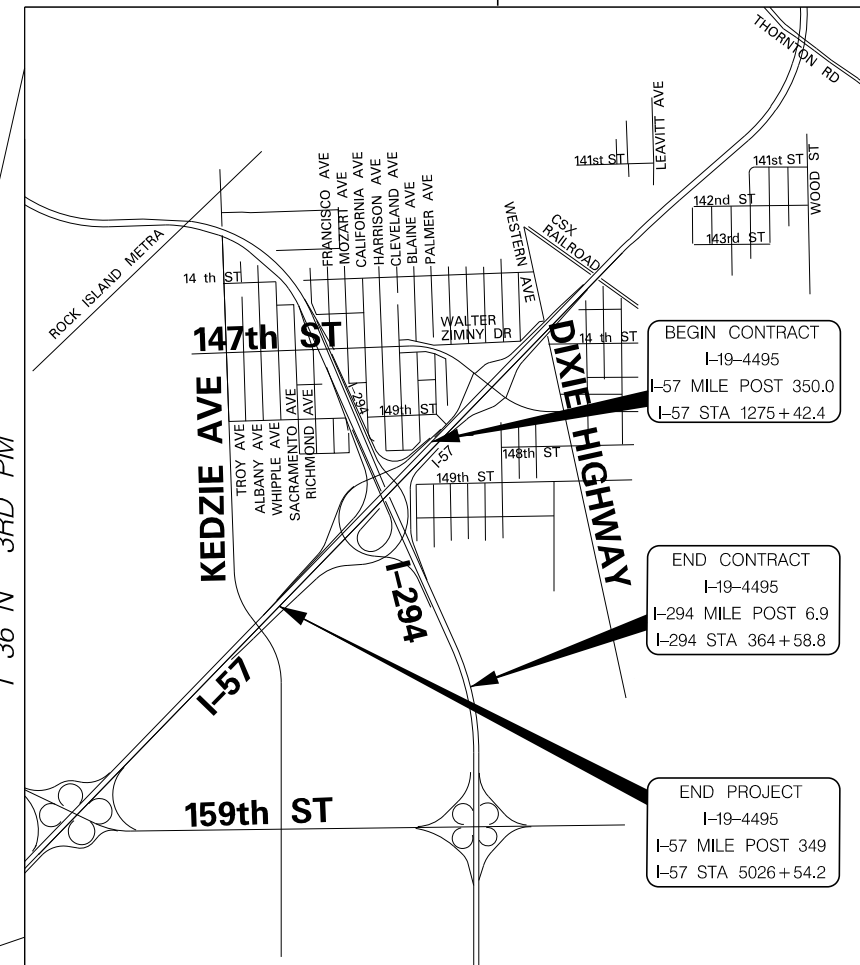 THORNTON RD
LEAVITT AVE
141st ST
141st ST
WOOD ST
142nd ST
143rd ST
FRANCISCO AVE
MOZART AVE
CALIFORNIA AVE
HARRISON AVE
CLEVELAND AVE
BLAINE AVE
PALMER AVE
WESTERN AVE
CSX
RAILROAD
ROCK ISLAND METRA
14 th ST
147th ST
WALTER
ZIMNY DR
14 th ST
DIXIE HIGHWAY
BEGIN CONTRACT
I-19-4495
I-57 MILE POST 350.0
I-57 STA 1275+42.4
KEDZIE AVE
I-294
149th ST
TROY AVE
ALBANY AVE
WHIPPLE AVE
SACRAMENTO AVE
RICHMOND AVE
I-57
148th ST
149th ST
T 36 N 3RD PM
I-294
END CONTRACT
I-19-4495
I-294 MILE POST 6.9
I-294 STA 364+58.8
I-57
159th ST
END PROJECT
I-19-4495
I-57 MILE POST 349
I-57 STA 5026+54.2